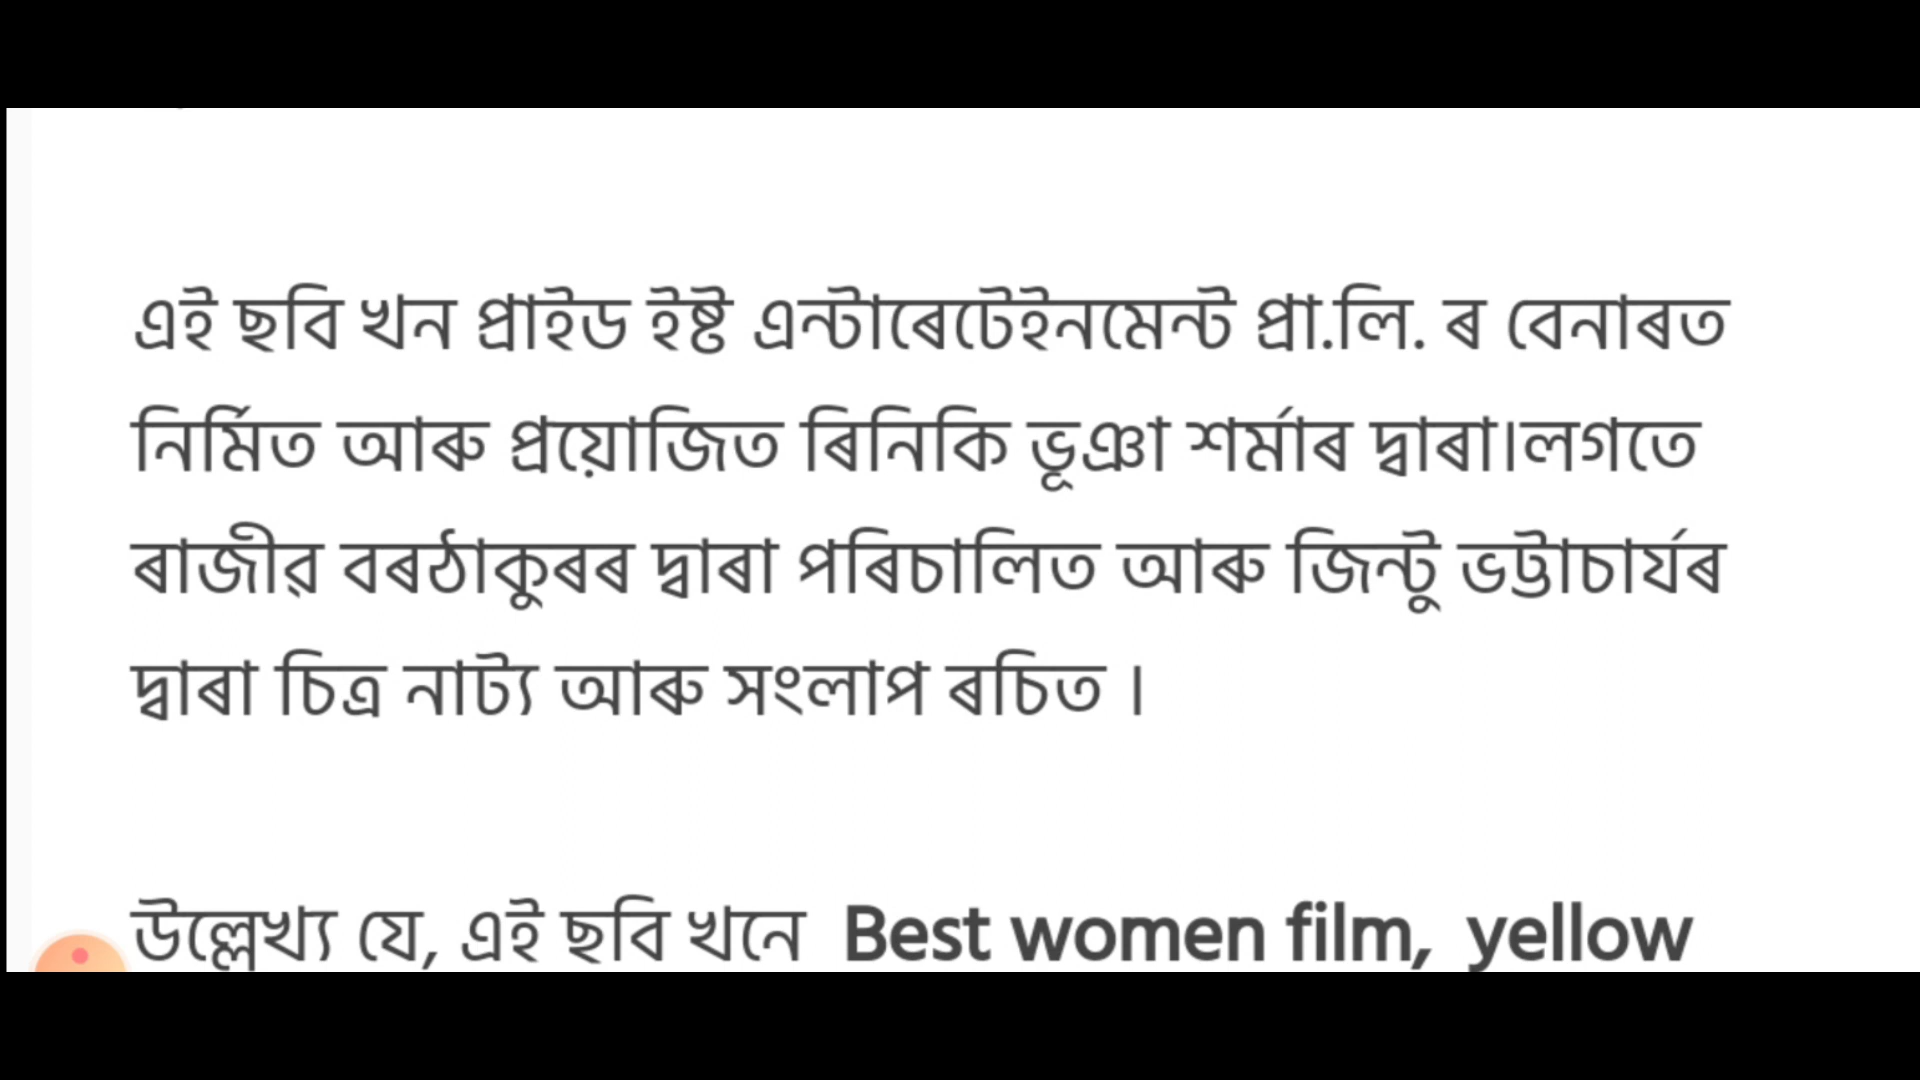 এই ছবি খন প্ৰাইড ইষ্ট এন্টাৰেটেইনমেন্ট প্ৰা.লি. ৰ বেনাৰত
নিৰ্মিত আৰু প্ৰয়োজিত ৰিনিকি ভূঞা শৰ্মাৰ দ্বাৰা।লগতে
ৰাজীৱ বৰঠাকুৰৰ দ্বাৰা পৰিচালিত আৰু জিন্টু ভট্টাচাৰ্যৰ
দ্বাৰা চিত্ৰ নাট্য আৰু সংলাপ ৰচিত ।
উল্লেখ্য যে, এই ছবি খনে Best women film, yellow